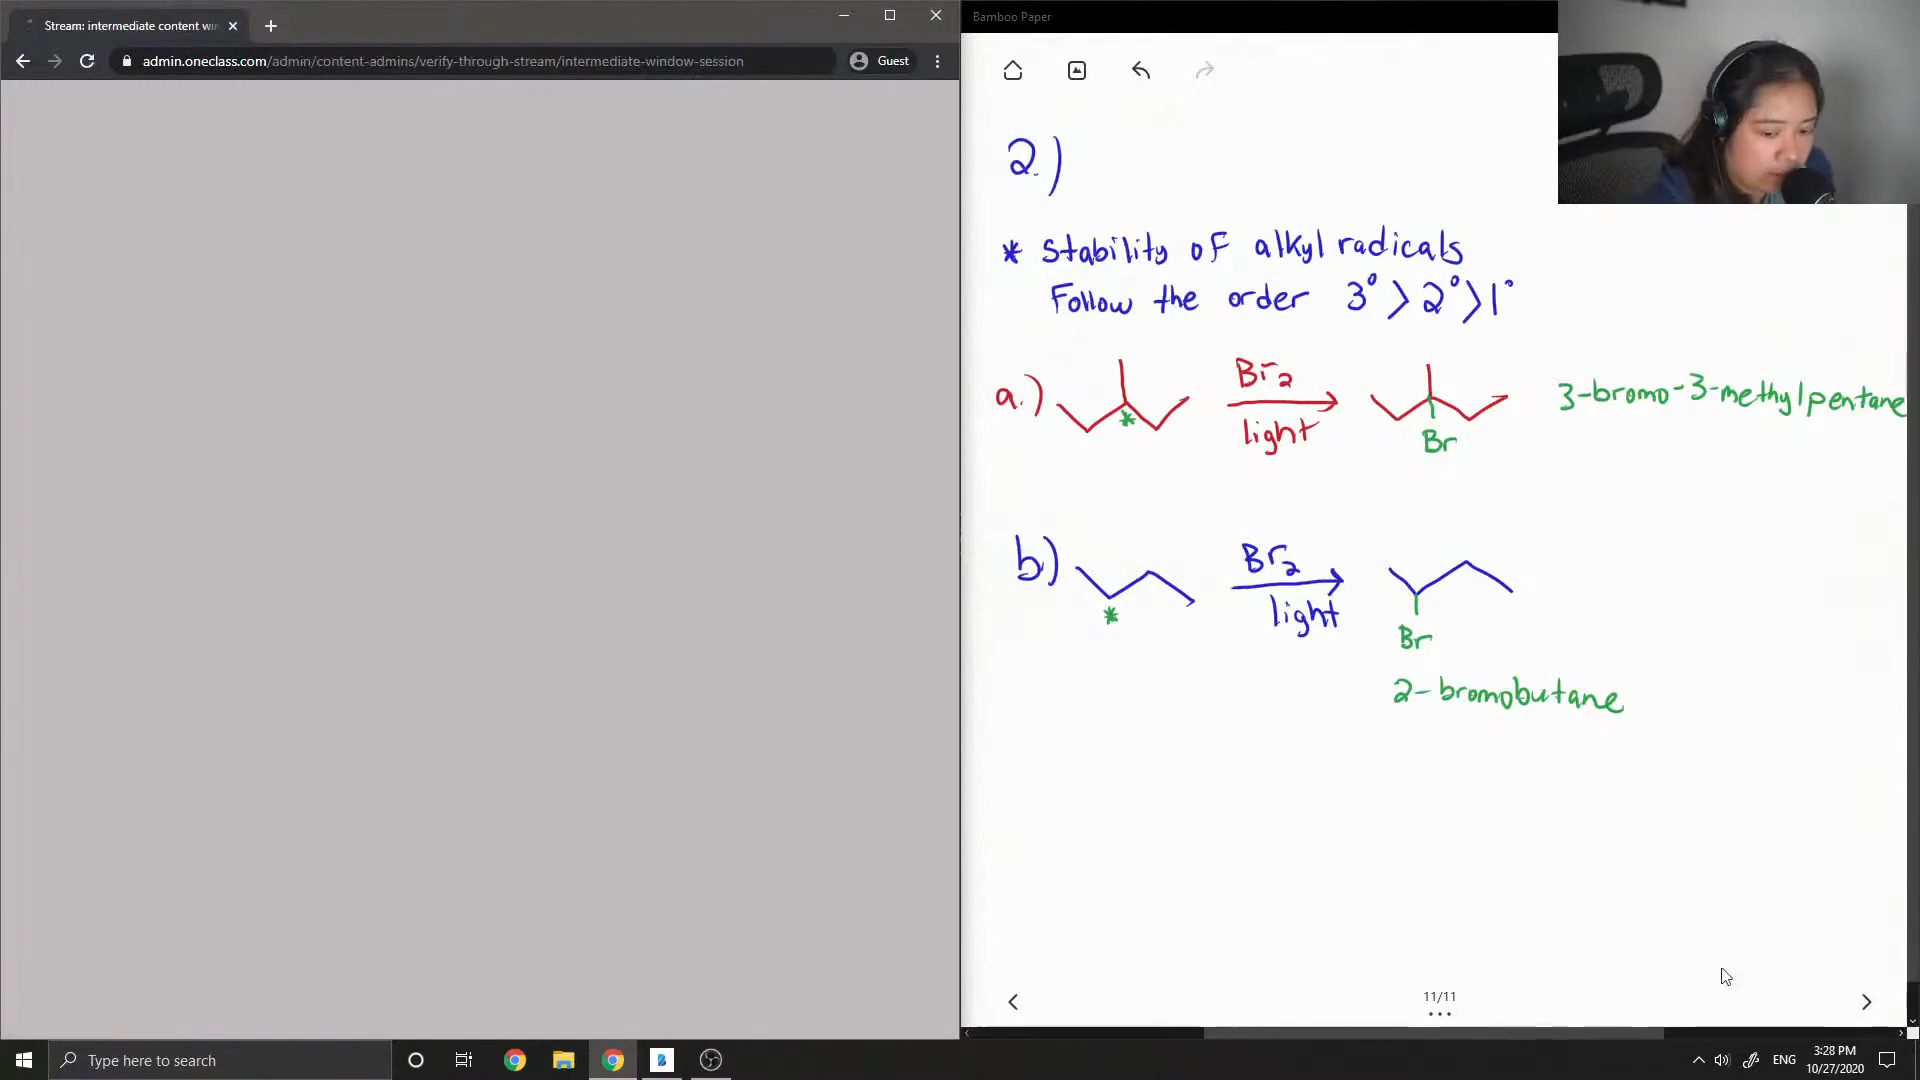 Stream: intermediate content win
admin.oneclass.com/admin/content-admins/verify-through-stream/intermediate-window-session
Guest
Bamboo Paper
2.)
* Stability of alkyl radicals
Follow the order 3° > 2° > 1°
a.)
*
Br2
light
Br
3-bromo-3-methylpentane
b)
*
Br2
light
Br
2-bromobutane
11/11
Type here to search
ENG
3:28 PM
10/27/2020